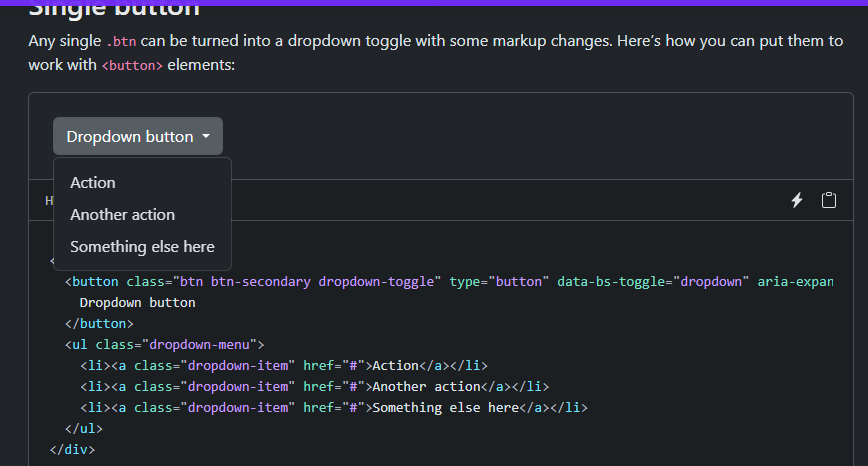 Single button
Any single .btn can be turned into a dropdown toggle with some markup changes. Here's how you can put them to
work with <button> elements:
Dropdown button
Action
Another action
Something else here
<button class="btn btn-secondary dropdown-toggle" type="button" data-bs-toggle="dropdown" aria-expan
Dropdown button
</button>
<ul class="dropdown-menu">
<li><a class="dropdown-item" href="#">Action</a></li>
<li><a class="dropdown-item" href="#">Another action</a></li>
<li><a class="dropdown-item" href="#">Something else here</a></li>
</ul>
</div>